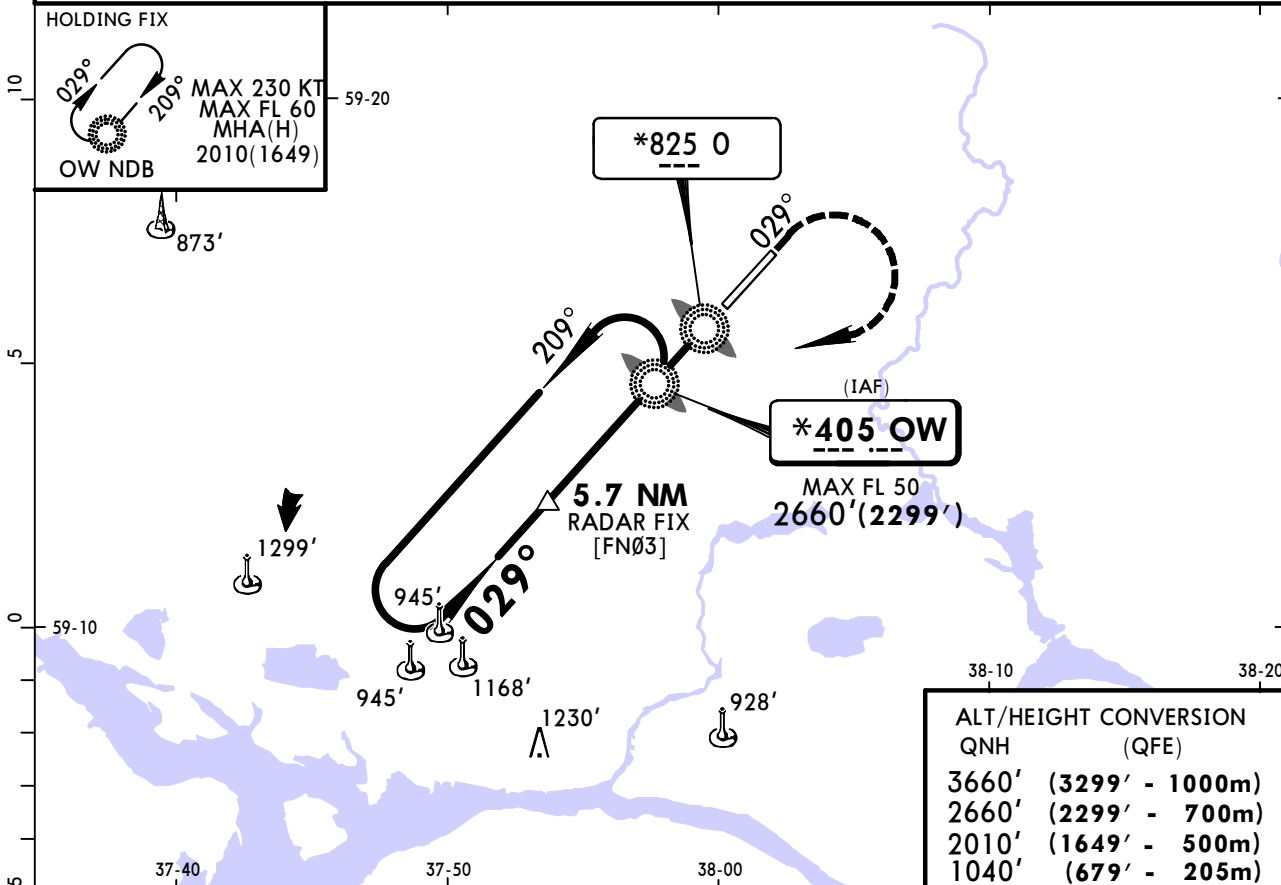 HOLDING FIX
029°
209°
MAX 230 KT
MAX FL 60
MHA(H)
2010(1649)
OW NDB
10
59-20
873'
*825 O
029°
209°
5
(IAF)
*405 OW
MAX FL 50
2660'(2299')
5.7 NM
RADAR FIX
[FNØ3]
029°
1299'
945'
0
59-10
945'
1168'
1230'
928'
38-10
38-20
ALT/HEIGHT CONVERSION
QNH (QFE)
3660' (3299' - 1000m)
2660' (2299' - 700m)
2010' (1649' - 500m)
1040' (679' - 205m)
5
37-40
37-50
38-00